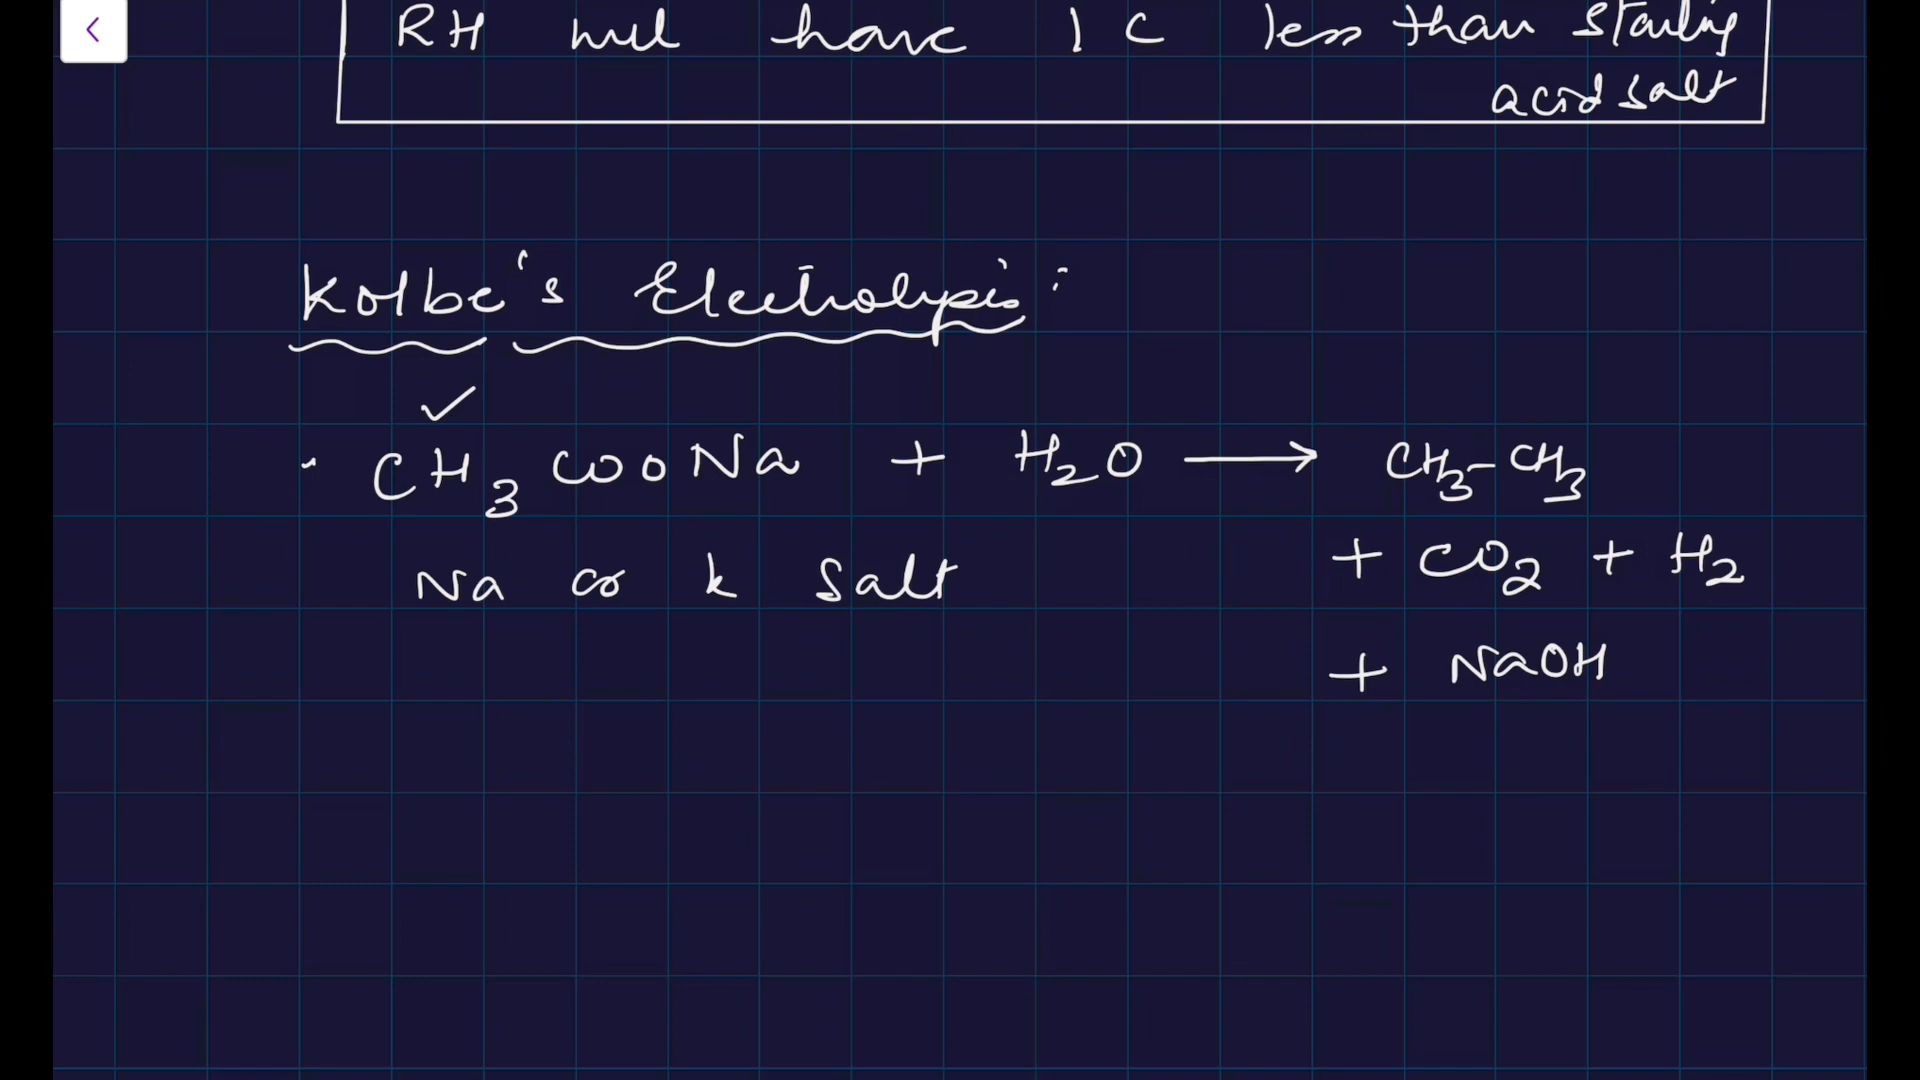 RH will have 1 C less than starting
acid salt
Kolbe's Electrolysis:
CH3COONa + H2O → CH3-CH3
+ CO2 + H2
Na or K Salt
+ NaOH